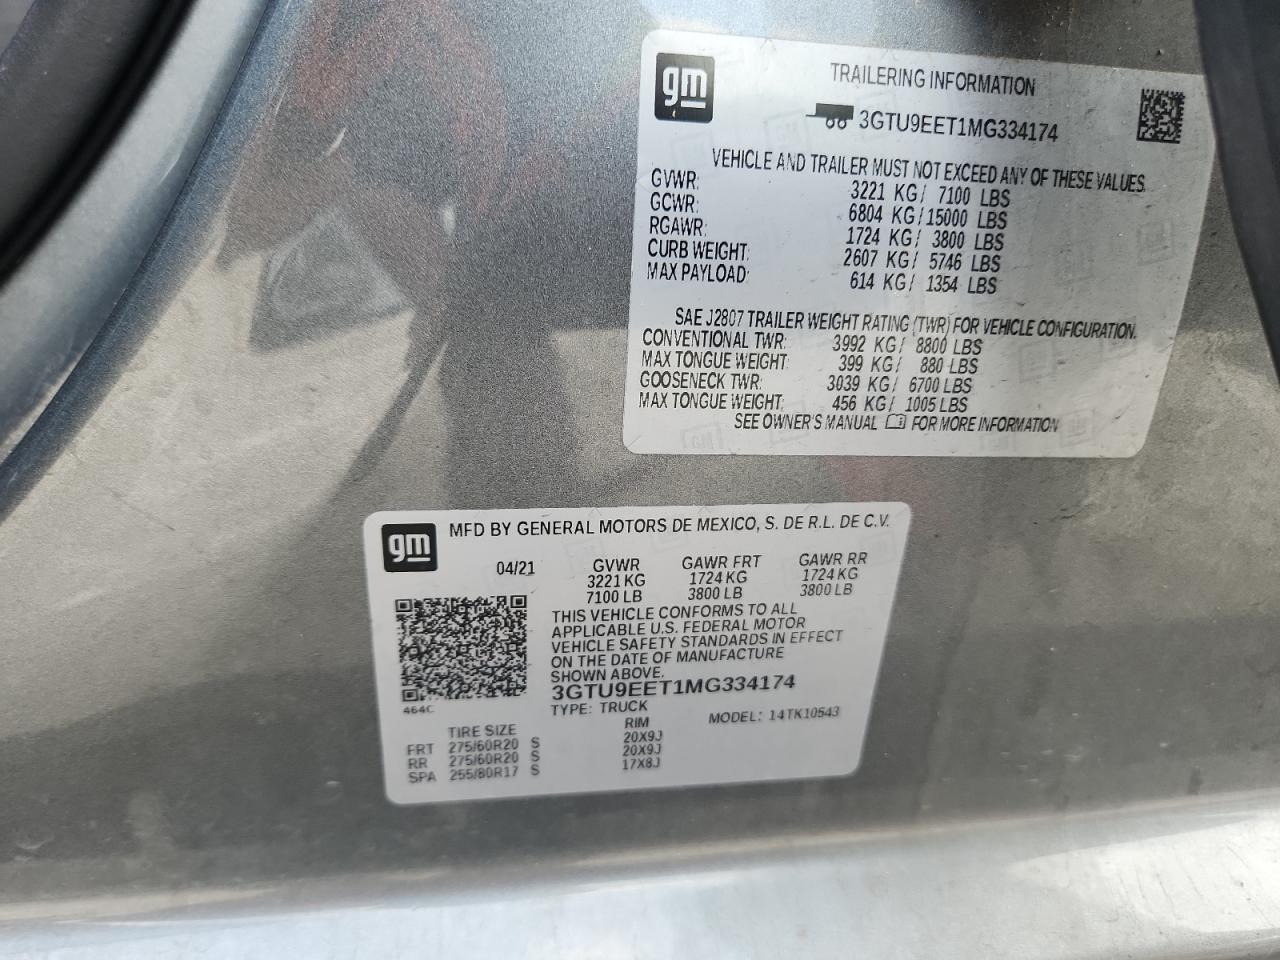 gm
TRAILERING INFORMATION
3GTU9EET1MG334174
VEHICLE AND TRAILER MUST NOT EXCEED ANY OF THESE VALUES.
GVWR: 3221 KG/ 7100 LBS
GCWR: 6804 KG/15000 LBS
RGAWR: 1724 KG/ 3800 LBS
CURB WEIGHT: 2607 KG/ 5746 LBS
MAX PAYLOAD: 614 KG/ 1354 LBS
SAE J2807 TRAILER WEIGHT RATING (TWR) FOR VEHICLE CONFIGURATION.
CONVENTIONAL TWR: 3992 KG/ 8800 LBS
MAX TONGUE WEIGHT: 399 KG/ 880 LBS
GOOSENECK TWR: 3039 KG/ 6700 LBS
MAX TONGUE WEIGHT: 456 KG/ 1005 LBS
SEE OWNER'S MANUAL FOR MORE INFORMATION
gm
MFD BY GENERAL MOTORS DE MEXICO, S. DE R.L. DE C.V.
04/21
GVWR GAWR FRT GAWR RR
3221 KG 1724 KG 1724 KG
7100 LB 3800 LB 3800 LB
THIS VEHICLE CONFORMS TO ALL
APPLICABLE U.S. FEDERAL MOTOR
VEHICLE SAFETY STANDARDS IN EFFECT
ON THE DATE OF MANUFACTURE
SHOWN ABOVE.
3GTU9EET1MG334174
464C
TYPE: TRUCK
MODEL: 14TK10543
TIRE SIZE RIM
FRT 275/60R20 S 20X9J
RR 275/60R20 S 20X9J
SPA 255/80R17 S 17X8J